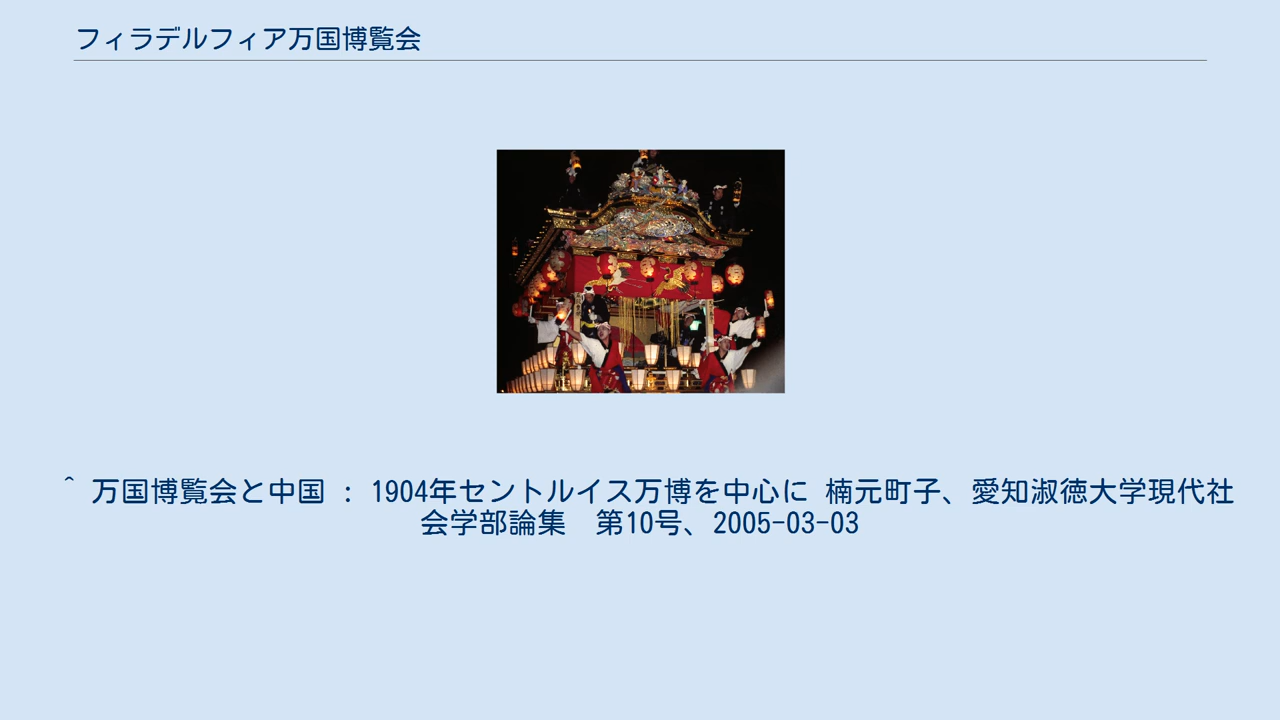 フィラデルフィア万国博覧会
^ 万国博覧会と中国 : 1904年セントルイス万博を中心に 楠元町子、愛知淑徳大学現代社
会学部論集　第10号、2005-03-03